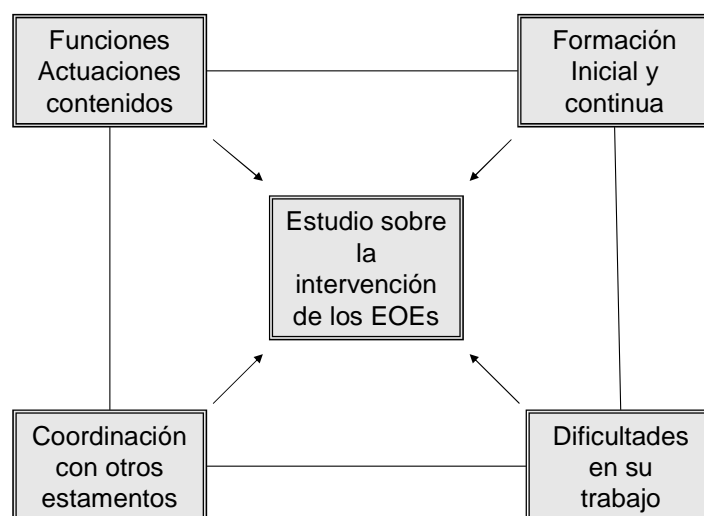 Funciones
Actuaciones
contenidos
Formación
Inicial y
continua
Estudio sobre
la
intervención
de los EOEs
Coordinación
con otros
estamentos
Dificultades
en su
trabajo